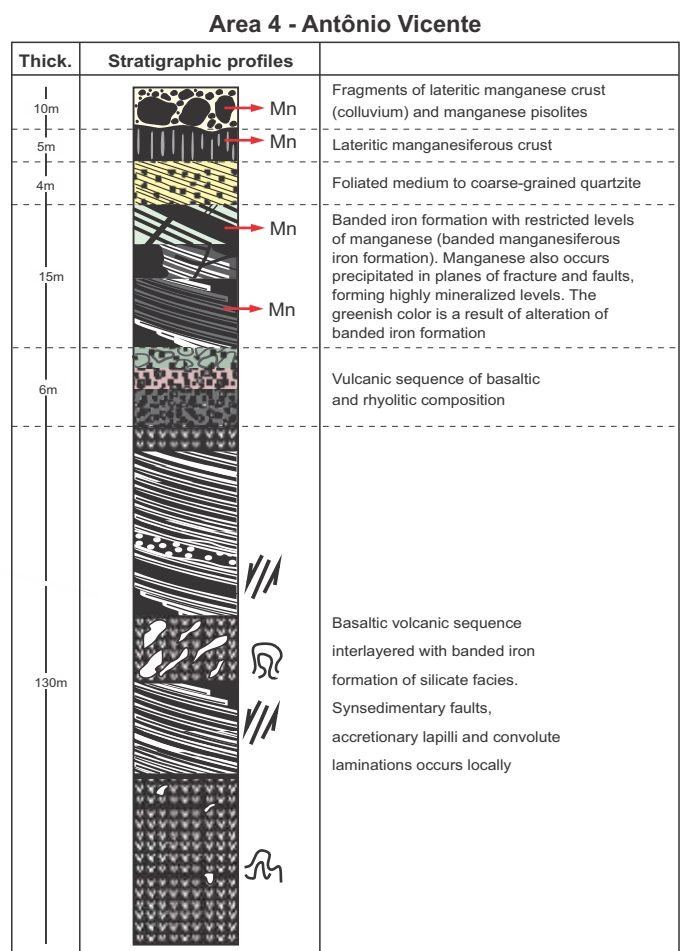 Area 4 - Antônio Vicente
Thick.
Stratigraphic profiles
10m
Mn
Fragments of lateritic manganese crust
(colluvium) and manganese pisolites
5m
Mn
Lateritic manganesiferous crust
4m
Foliated medium to coarse-grained quartzite
15m
Mn
Mn
Banded iron formation with restricted levels
of manganese (banded manganesiferous
iron formation). Manganese also occurs
precipitated in planes of fracture and faults,
forming highly mineralized levels. The
greenish color is a result of alteration of
banded iron formation
6m
Vulcanic sequence of basaltic
and rhyolitic composition
130m
Basaltic volcanic sequence
interlayered with banded iron
formation of silicate facies.
Synsedimentary faults,
accretionary lapilli and convolute
laminations occurs locally